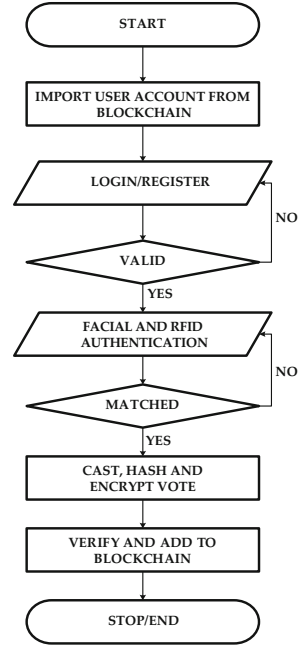 START
IMPORT USER ACCOUNT FROM
BLOCKCHAIN
LOGIN/REGISTER
NO
VALID
YES
FACIAL AND RFID
AUTHENTICATION
NO
MATCHED
YES
CAST, HASH AND
ENCRYPT VOTE
VERIFY AND ADD TO
BLOCKCHAIN
STOP/END